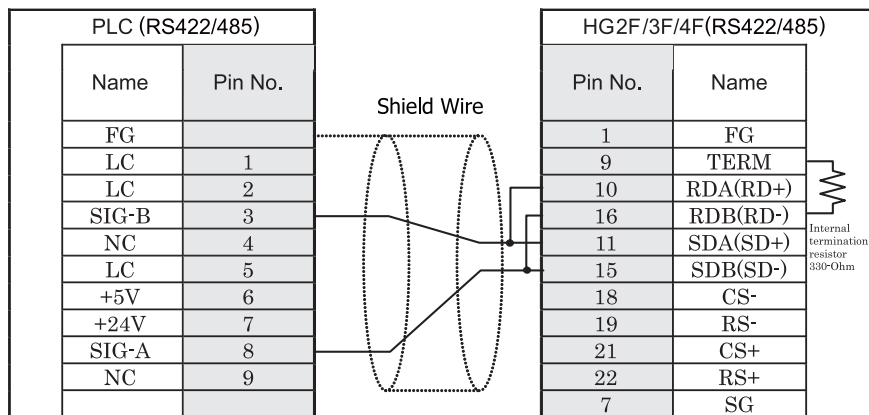 PLC (RS422/485)
HG2F/3F/4F(RS422/485)
Name Pin No.
Pin No. Name
Shield Wire
FG
1 FG
LC 1
9 TERM
LC 2
10 RDA(RD+)
SIG-B 3
16 RDB(RD-)
NC 4
11 SDA(SD+)
LC 5
15 SDB(SD-)
+5V 6
18 CS-
+24V 7
19 RS-
SIG-A 8
21 CS+
NC 9
22 RS+
7 SG
Internal
termination
resistor
330-Ohm